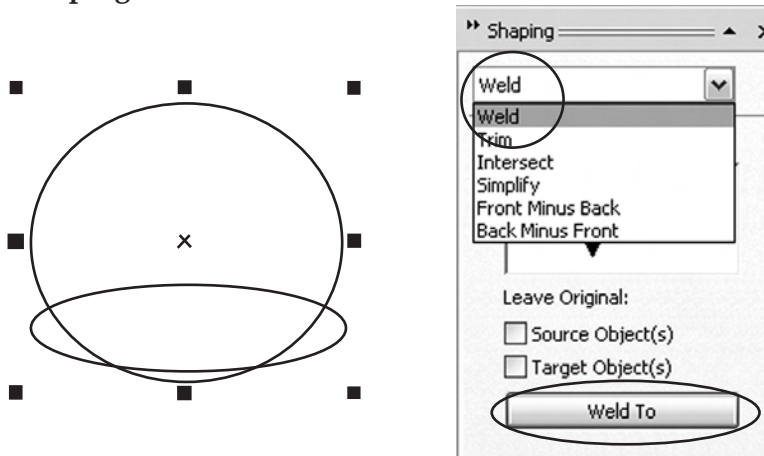 Shaping
Weld
Weld
Trim
Intersect
Simplify
Front Minus Back
Back Minus Front
Leave Original:
Source Object(s)
Target Object(s)
Weld To